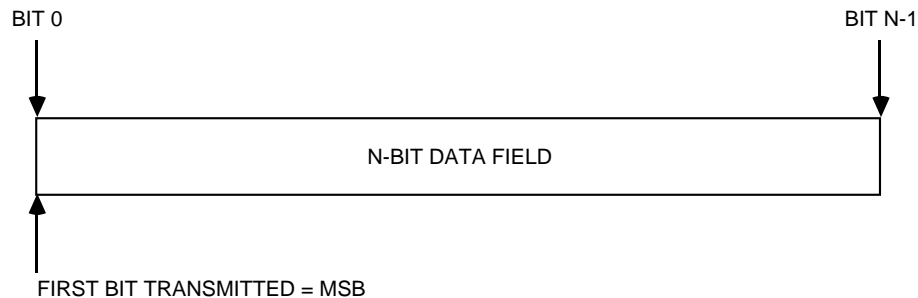 BIT 0
BIT N-1
N-BIT DATA FIELD
FIRST BIT TRANSMITTED = MSB